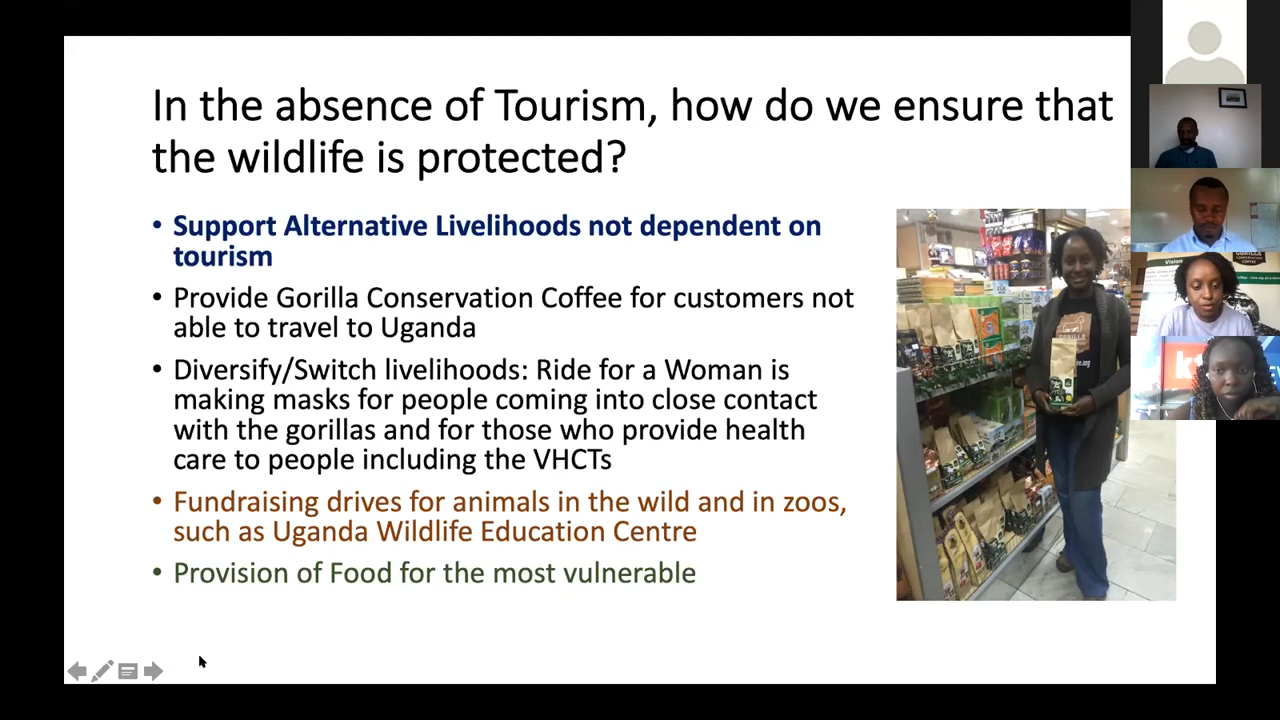 In the absence of Tourism, how do we ensure that
the wildlife is protected?
• Support Alternative Livelihoods not dependent on
tourism
• Provide Gorilla Conservation Coffee for customers not
able to travel to Uganda
• Diversify/Switch livelihoods: Ride for a Woman is
making masks for people coming into close contact
with the gorillas and for those who provide health
care to people including the VHCTs
• Fundraising drives for animals in the wild and in zoos,
such as Uganda Wildlife Education Centre
• Provision of Food for the most vulnerable
GORILLA
Vision
GORILLA
COFFEE